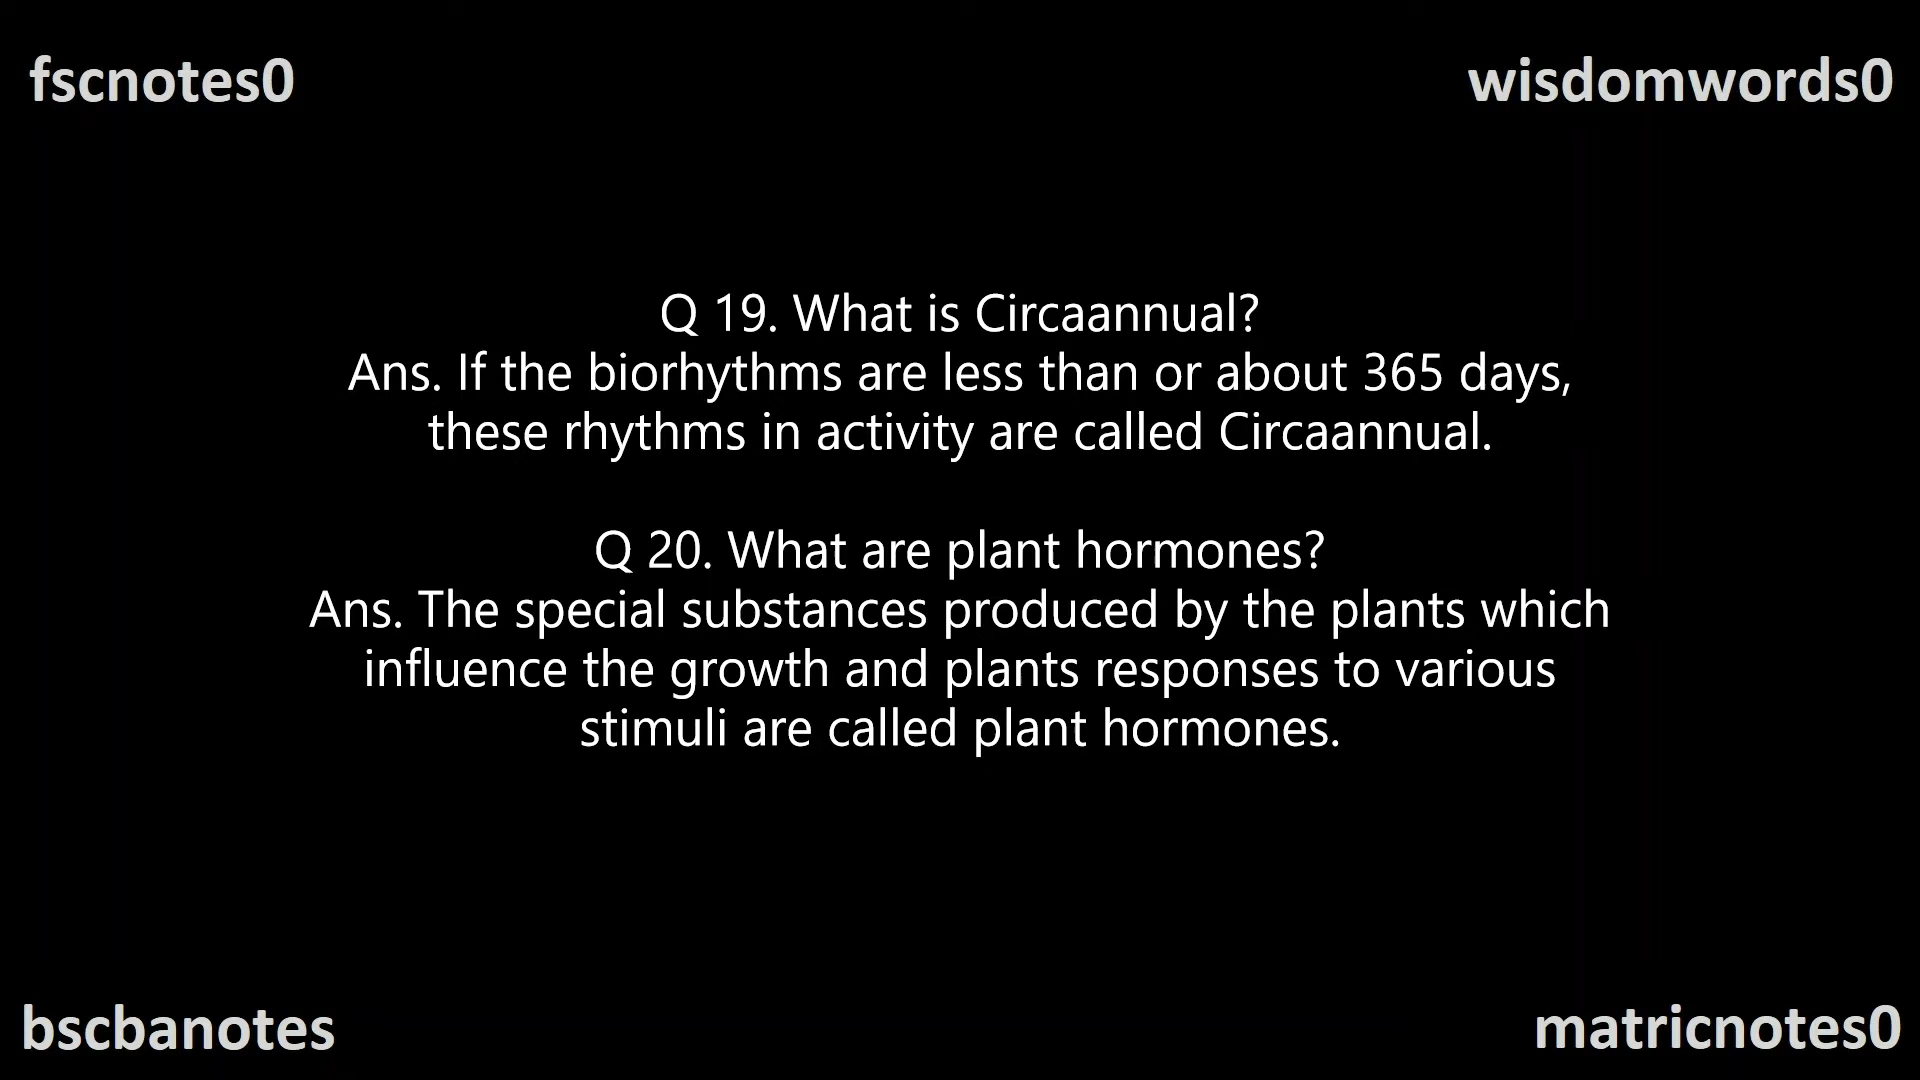 fscnotes0
wisdomwords0
Q 19. What is Circaannual?
Ans. If the biorhythms are less than or about 365 days,
these rhythms in activity are called Circaannual.
Q 20. What are plant hormones?
Ans. The special substances produced by the plants which
influence the growth and plants responses to various
stimuli are called plant hormones.
bscbanotes
matricnotes0